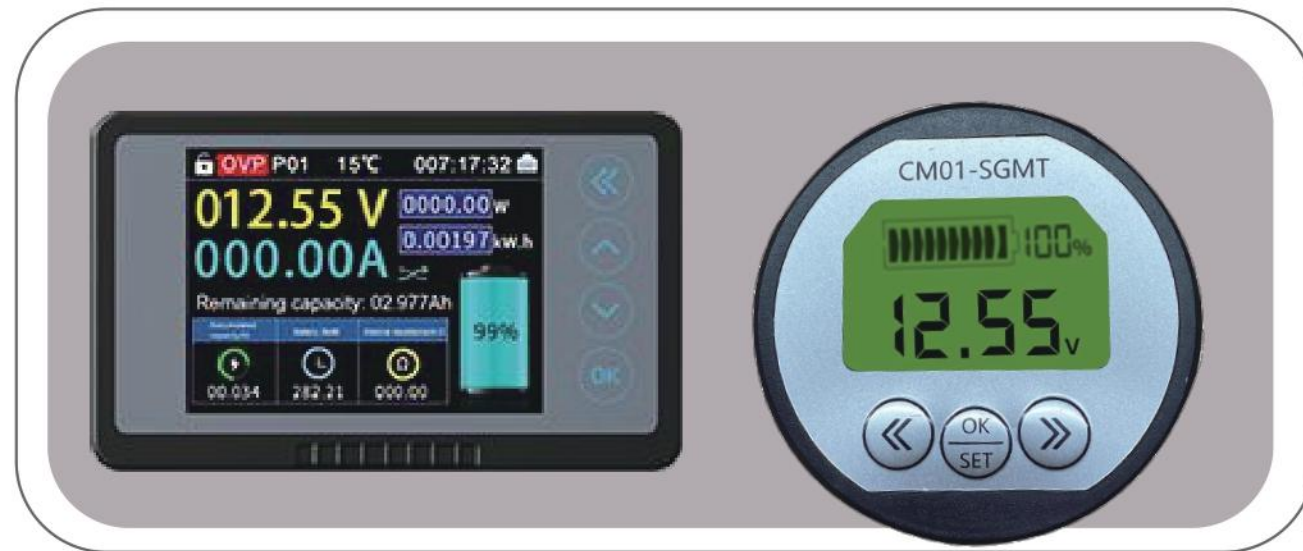 OVP P01 15℃ 007:17:32
012.55 V 0000.00w
000.00A 0.00197kw.h
Remaining capacity: 02.977Ah
99%
00.034 282.21 000.00
OK
CM01-SGMT
100%
12.55v
OK
SET